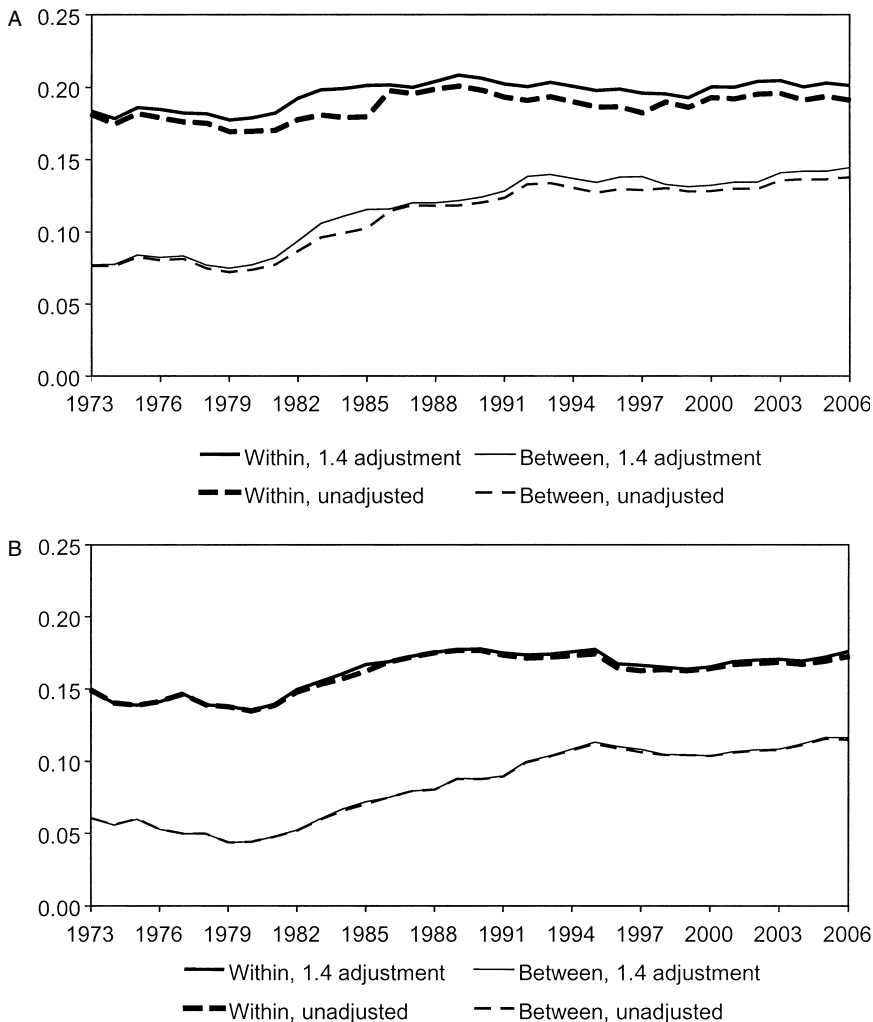 A
0.25
0.20
0.15
0.10
0.05
0.00
1973 1976 1979 1982 1985 1988 1991 1994 1997 2000 2003 2006
Within, 1.4 adjustment Between, 1.4 adjustment
Within, unadjusted Between, unadjusted
B
0.25
0.20
0.15
0.10
0.05
0.00
1973 1976 1979 1982 1985 1988 1991 1994 1997 2000 2003 2006
Within, 1.4 adjustment Between, 1.4 adjustment
Within, unadjusted Between, unadjusted